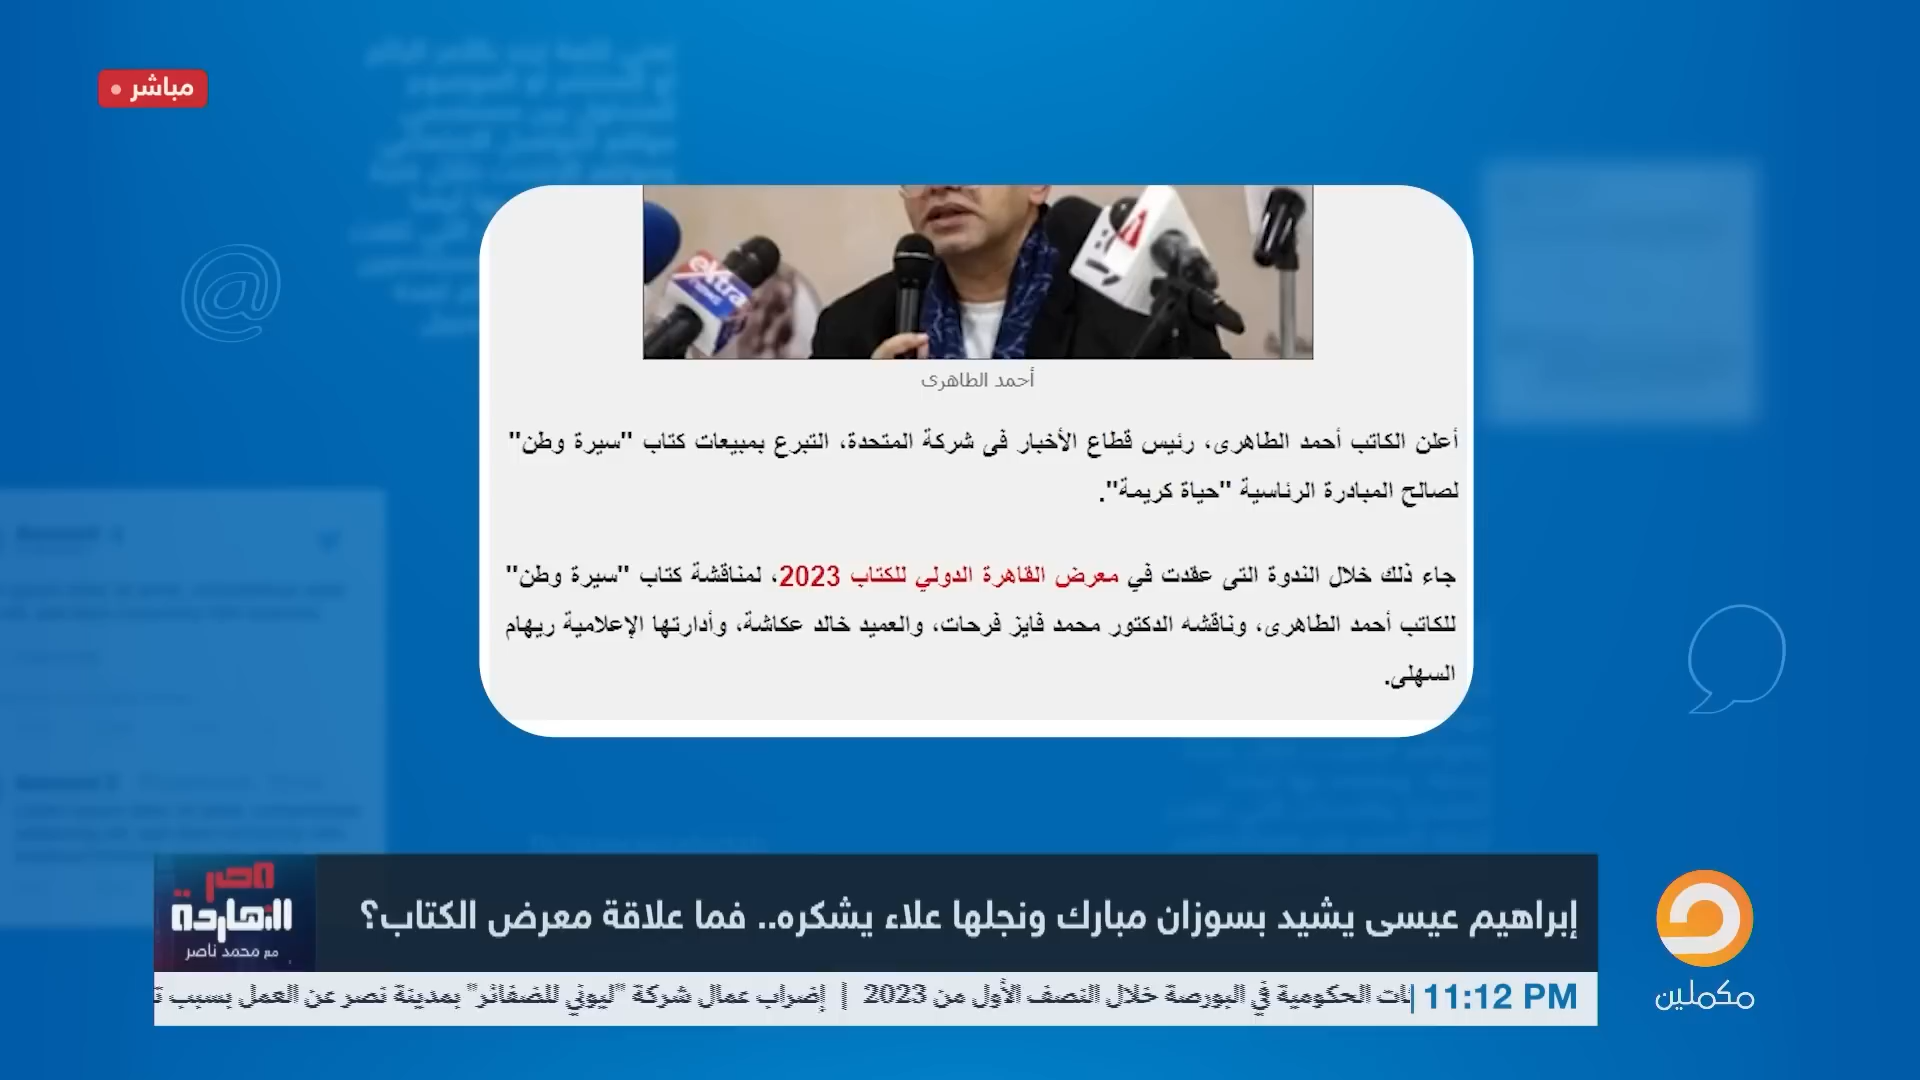 مباشر
extra
news
أحمد الطاهرى
أعلن الكاتب أحمد الطاهرى، رئيس قطاع الأخبار فى شركة المتحدة، التبرع بمبيعات كتاب "سيرة وطن"
لصالح المبادرة الرئاسية "حياة كريمة".
جاء ذلك خلال الندوة التى عقدت في معرض القاهرة الدولي للكتاب 2023، لمناقشة كتاب "سيرة وطن"
للكاتب أحمد الطاهرى، وناقشه الدكتور محمد فايز فرحات، والعميد خالد عكاشة، وأدارتها الإعلامية ريهام
السهلى.
مصر
النهاردة
مع محمد ناصر
إبراهيم عيسى يشيد بسوزان مبارك ونجلها علاء يشكره.. فما علاقة معرض الكتاب؟
11:12 PM
الحكومية في البورصة خلال النصف الأول من 2023 | إضراب عمال شركة "ليوني للضفائر" بمدينة نصر عن العمل بسبب
مكملين